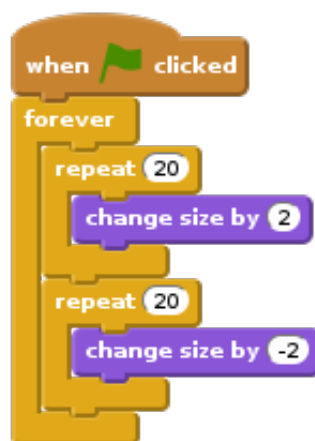 when clicked
forever
repeat 20
change size by 2
repeat 20
change size by -2